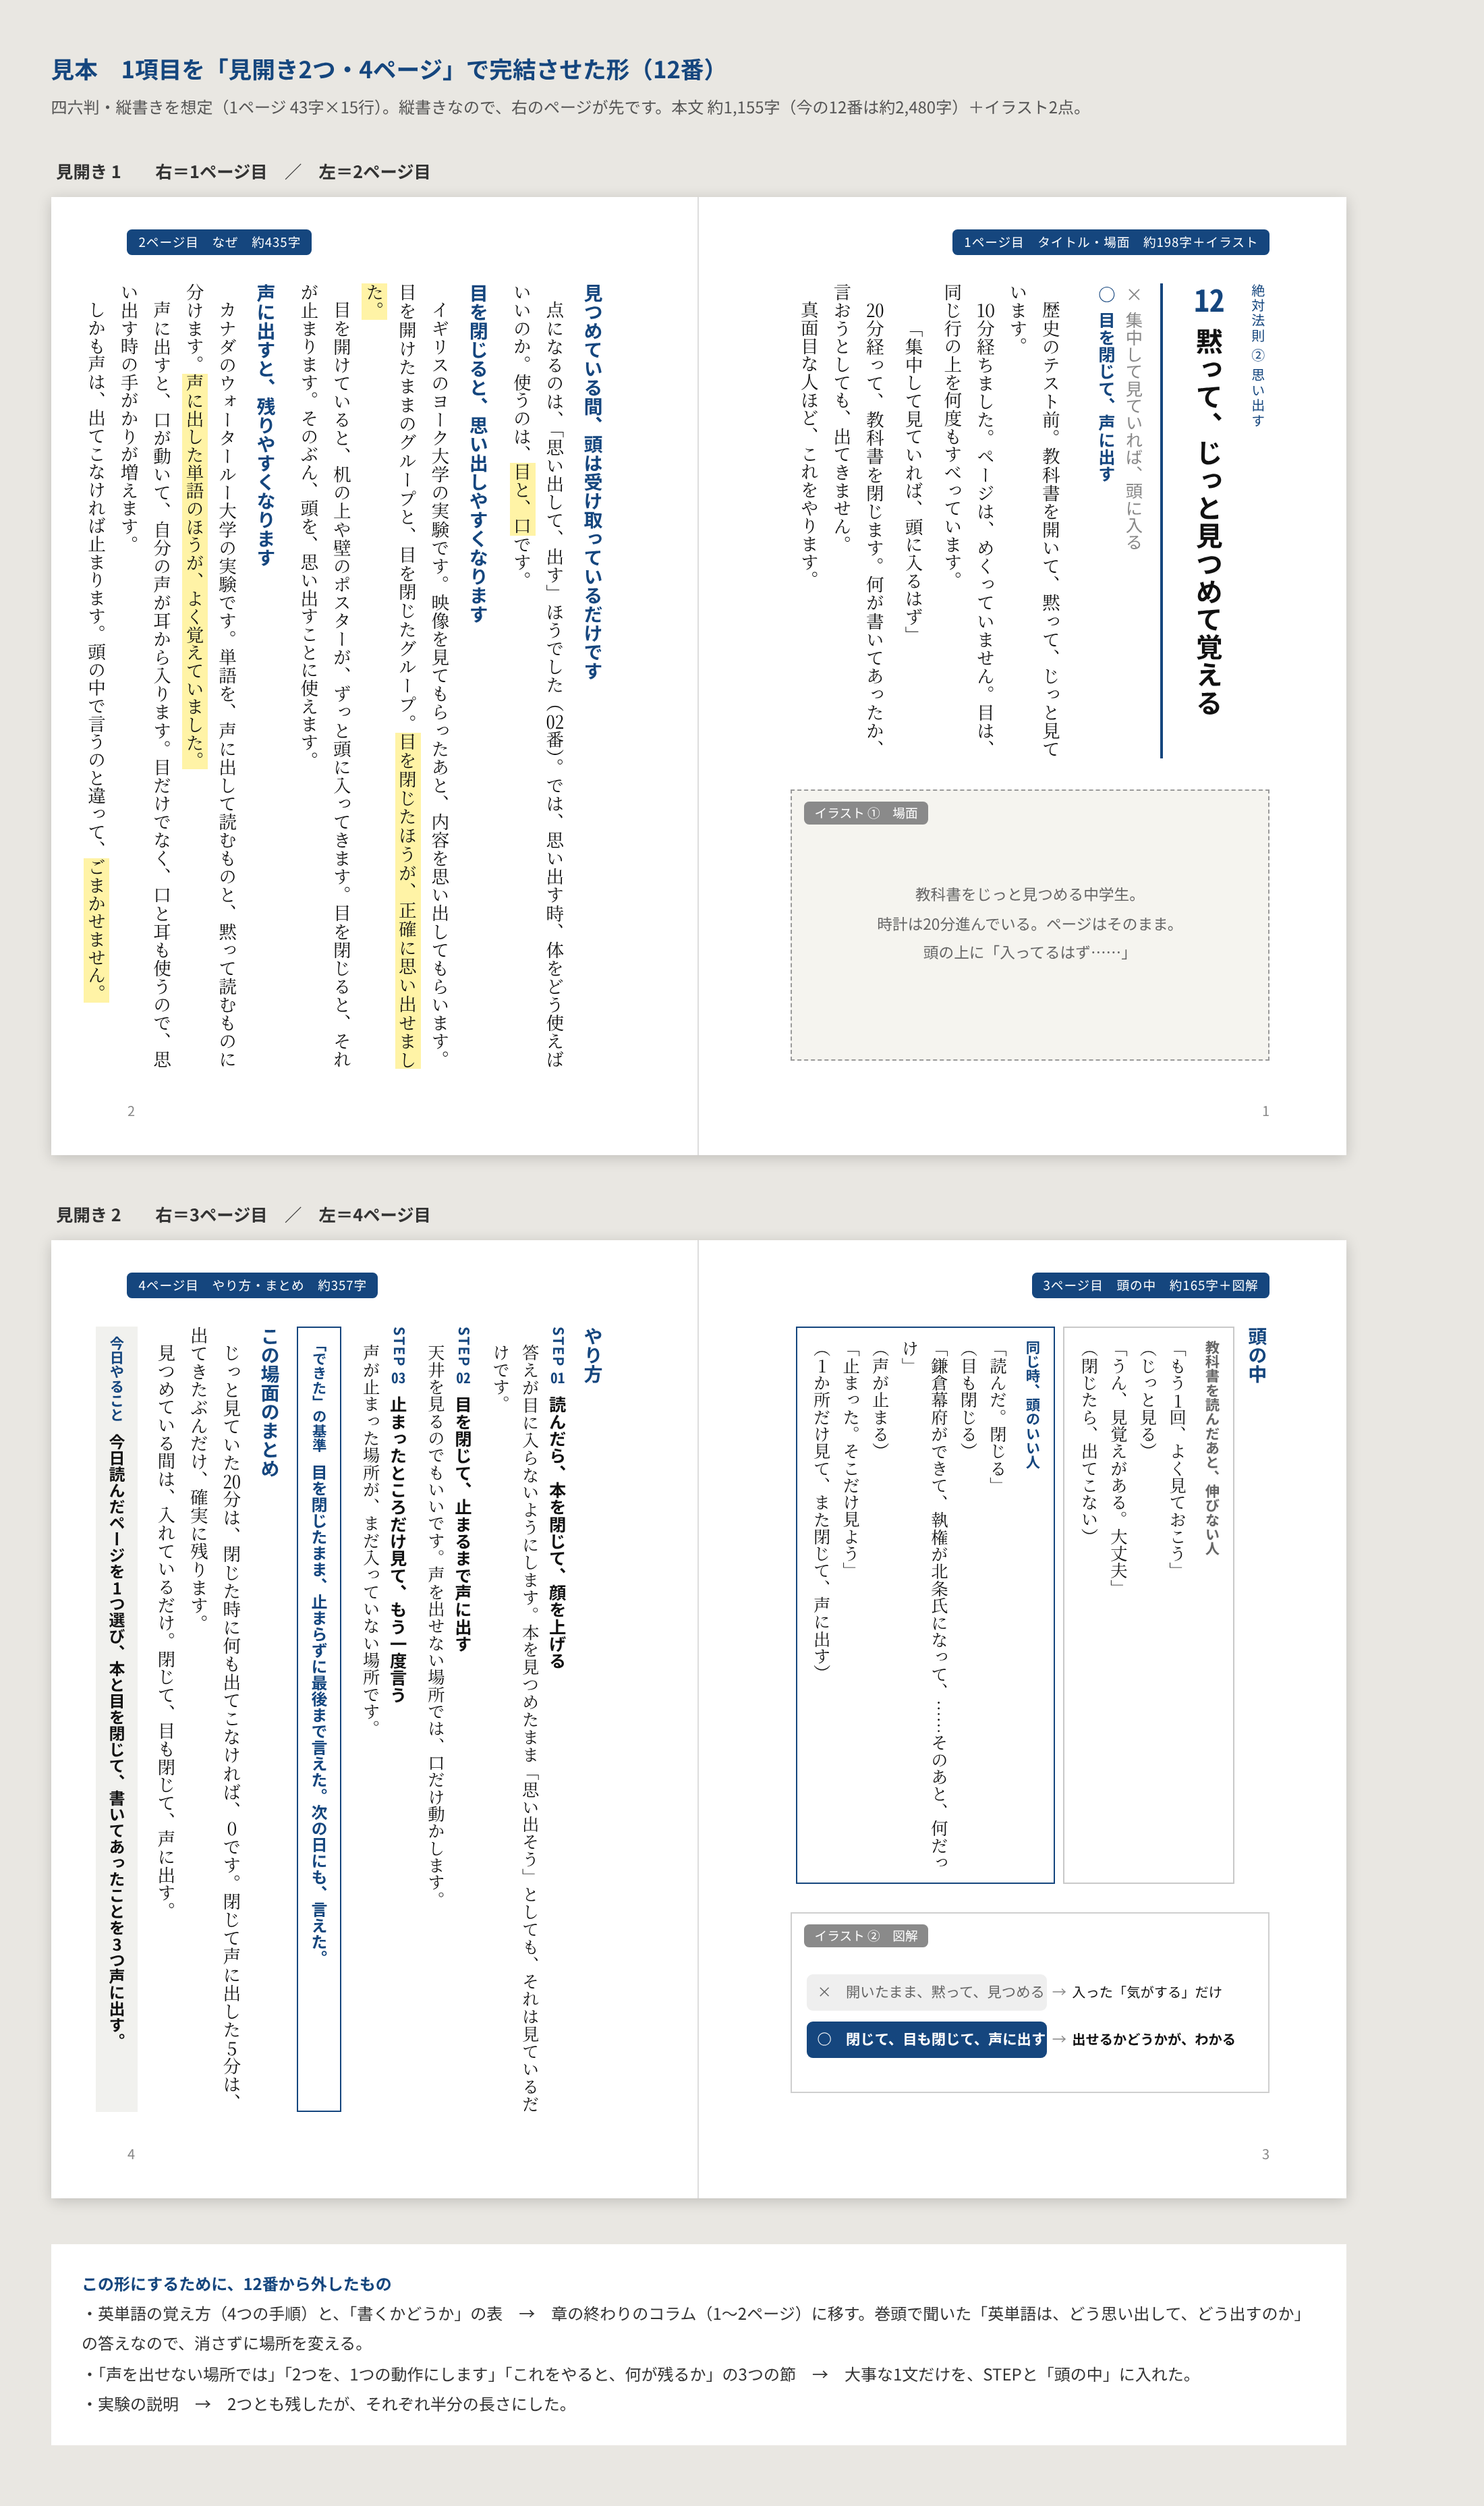 見本　1項目を「見開き2つ・4ページ」で完結させた形（12番）
四六判・縦書きを想定（1ページ 43字×15行）。縦書きなので、右のページが先です。本文 約1,155字（今の12番は約2,480字）＋イラスト2点。
見開き 1　右＝1ページ目　／　左＝2ページ目
1ページ目　タイトル・場面　約198字＋イラスト
絶対法則 ② 思い出す
12 黙って、じっと見つめて覚える
× 集中して見ていれば、頭に入る
〇 目を閉じて、声に出す
歴史のテスト前。教科書を開いて、黙って、じっと見て
います。
10分経ちました。ページは、めくっていません。目は、
同じ行の上を何度もすべっています。
「集中して見ていれば、頭に入るはず」
20分経って、教科書を閉じます。何が書いてあったか、
言おうとしても、出てきません。
真面目な人ほど、これをやります。
イラスト ①　場面
教科書をじっと見つめる中学生。
時計は20分進んでいる。ページはそのまま。
頭の上に「入ってるはず……」
1
2ページ目　なぜ　約435字
見つめている間、頭は受け取っているだけです
点になるのは、「思い出して、出す」ほうでした（02番）。では、思い出す時、体をどう使えば
いいのか。使うのは、目と、口です。
目を閉じると、思い出しやすくなります
イギリスのヨーク大学の実験です。映像を見てもらったあと、内容を思い出してもらいます。
目を開けたままのグループと、目を閉じたグループ。目を閉じたほうが、正確に思い出せまし
た。
目を開けていると、机の上や壁のポスターが、ずっと頭に入ってきます。目を閉じると、それ
が止まります。そのぶん、頭を、思い出すことに使えます。
声に出すと、残りやすくなります
カナダのウォータールー大学の実験です。単語を、声に出して読むものと、黙って読むものに
分けます。声に出した単語のほうが、よく覚えていました。
声に出すと、口が動いて、自分の声が耳から入ります。目だけでなく、口と耳も使うので、思
い出す時の手がかりが増えます。
しかも声は、出てこなければ止まります。頭の中で言うのと違って、ごまかせません。
2
見開き 2　右＝3ページ目　／　左＝4ページ目
3ページ目　頭の中　約165字＋図解
頭の中
教科書を読んだあと、伸びない人
「もう1回、よく見ておこう」
（じっと見る）
「うん、見覚えがある。大丈夫」
（閉じたら、出てこない）
同じ時、頭のいい人
「読んだ。閉じる」
（目も閉じる）
「鎌倉幕府ができて、執権が北条氏になって、……そのあと、何だっ
け」
（声が止まる）
「止まった。そこだけ見よう」
（1か所だけ見て、また閉じて、声に出す）
イラスト ②　図解
×　開いたまま、黙って、見つめる → 入った「気がする」だけ
〇　閉じて、目も閉じて、声に出す → 出せるかどうかが、わかる
3
4ページ目　やり方・まとめ　約357字
やり方
STEP 01 読んだら、本を閉じて、顔を上げる
答えが目に入らないようにします。本を見つめたまま「思い出そう」としても、それは見ているだ
けです。
STEP 02 目を閉じて、止まるまで声に出す
天井を見るのでもいいです。声を出せない場所では、口だけ動かします。
STEP 03 止まったところだけ見て、もう一度言う
声が止まった場所が、まだ入っていない場所です。
「できた」の基準　目を閉じたまま、止まらずに最後まで言えた。次の日にも、言えた。
この場面のまとめ
じっと見ていた20分は、閉じた時に何も出てこなければ、0です。閉じて声に出した5分は、
出てきたぶんだけ、確実に残ります。
見つめている間は、入れているだけ。閉じて、目も閉じて、声に出す。
今日やること　今日読んだページを1つ選び、本と目を閉じて、書いてあったことを3つ声に出す。
4
この形にするために、12番から外したもの
・英単語の覚え方（4つの手順）と、「書くかどうか」の表　→　章の終わりのコラム（1〜2ページ）に移す。巻頭で聞いた「英単語は、どう思い出して、どう出すのか」
の答えなので、消さずに場所を変える。
・「声を出せない場所では」「2つを、1つの動作にします」「これをやると、何が残るか」の3つの節　→　大事な1文だけを、STEPと「頭の中」に入れた。
・実験の説明　→　2つとも残したが、それぞれ半分の長さにした。